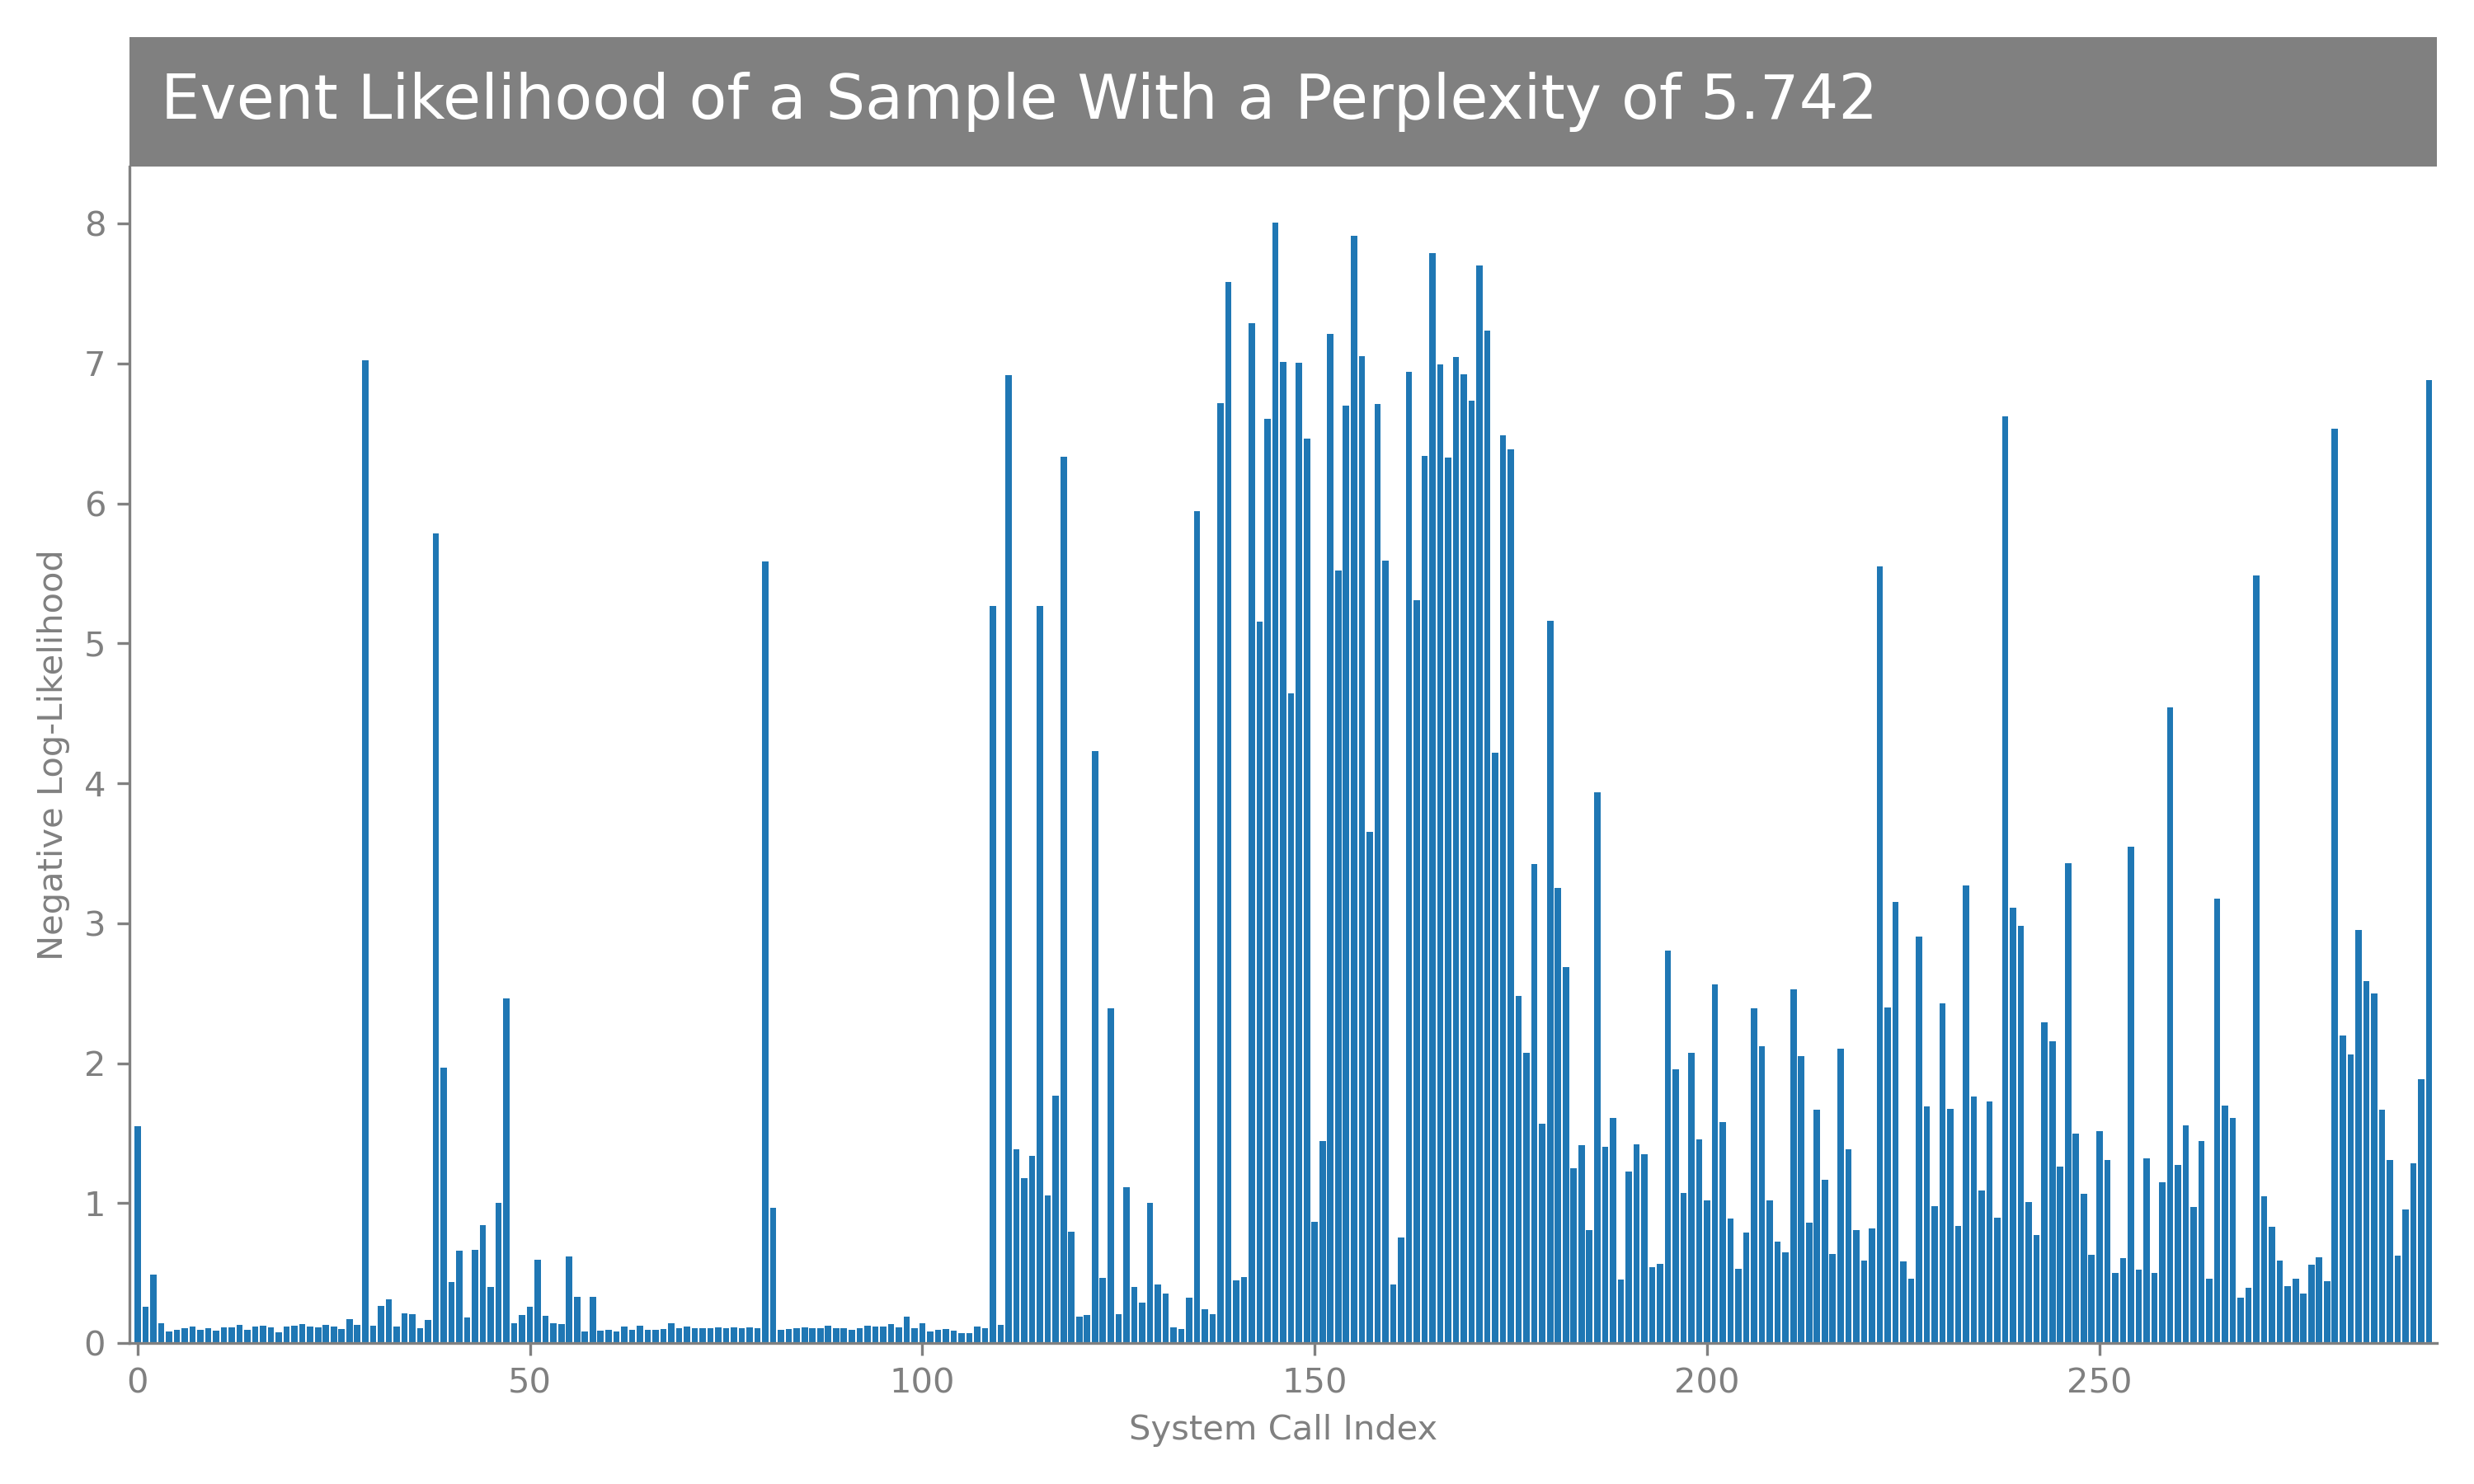 Event Likelihood of a Sample With a Perplexity of 5.742
8
7
6
5
4
3
2
1
0
Negative Log-Likelihood
0 50 100 150 200 250
System Call Index